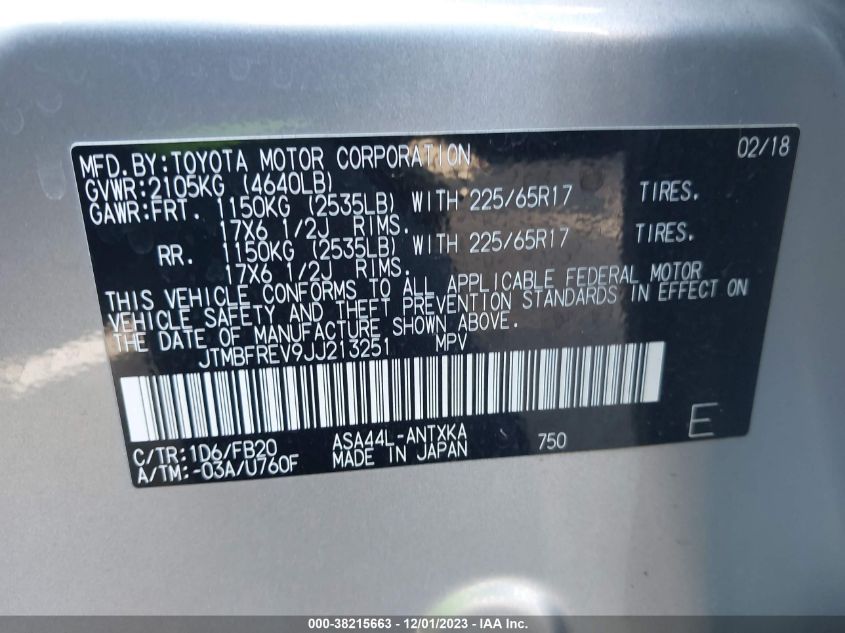 MFD.BY:TOYOTA MOTOR CORPORATION 02/18
GVWR:2105KG (4640LB)
GAWR:FRT. 1150KG (2535LB) WITH 225/65R17 TIRES.
17X6 1/2J RIMS.
RR. 1150KG (2535LB) WITH 225/65R17 TIRES.
17X6 1/2J RIMS.
THIS VEHICLE CONFORMS TO ALL APPLICABLE FEDERAL MOTOR
VEHICLE SAFETY AND THEFT PREVENTION STANDARDS IN EFFECT ON
THE DATE OF MANUFACTURE SHOWN ABOVE.
JTMBFREV9JJ213251 MPV
C/TR:1D6/FB20 ASA44L-ANTXKA 750 E
A/TM:-03A/U760F MADE IN JAPAN
000-38215663 - 12/01/2023 - IAA Inc.